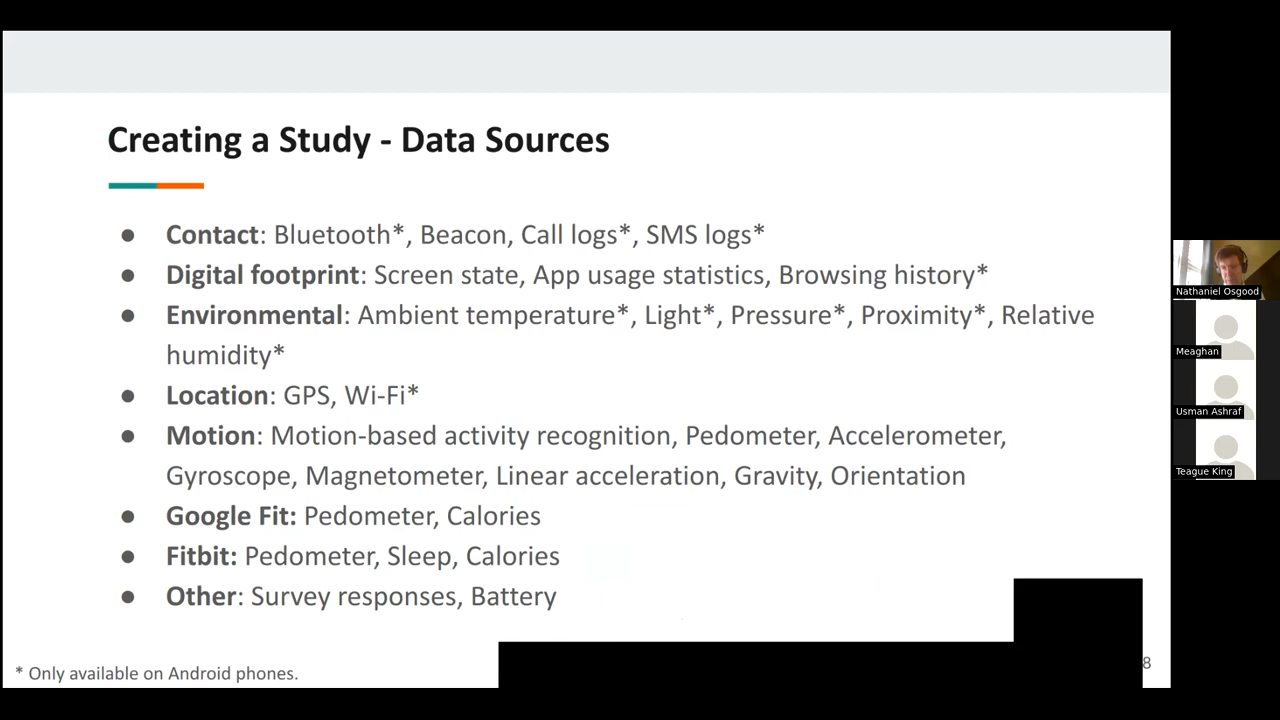 Creating a Study - Data Sources
● Contact: Bluetooth*, Beacon, Call logs*, SMS logs*
● Digital footprint: Screen state, App usage statistics, Browsing history*
● Environmental: Ambient temperature*, Light*, Pressure*, Proximity*, Relative
humidity*
● Location: GPS, Wi-Fi*
● Motion: Motion-based activity recognition, Pedometer, Accelerometer,
Gyroscope, Magnetometer, Linear acceleration, Gravity, Orientation
● Google Fit: Pedometer, Calories
● Fitbit: Pedometer, Sleep, Calories
● Other: Survey responses, Battery
* Only available on Android phones.
8
Nathaniel Osgood
Meaghan
Usman Ashraf
Teague King